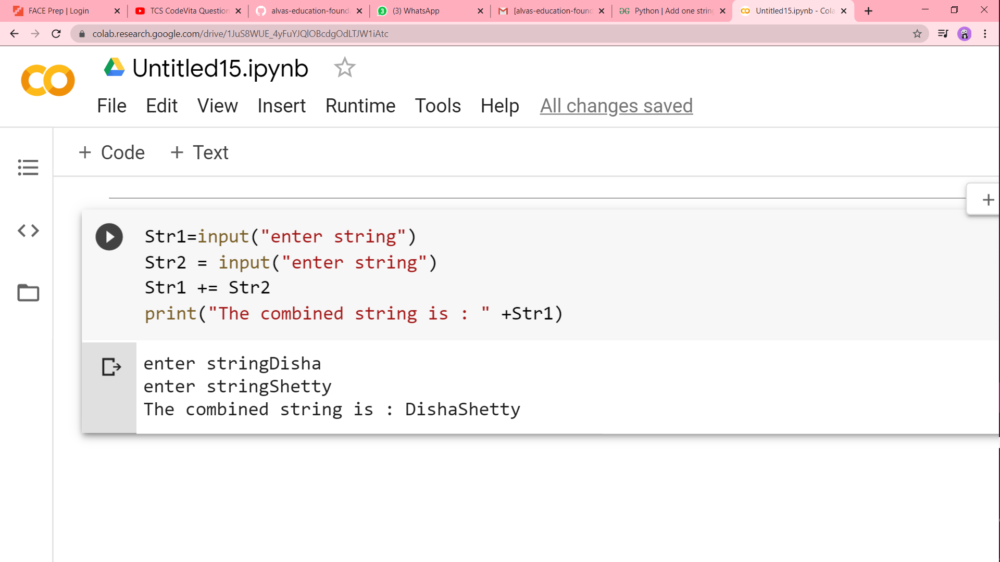 FACE Prep | Login
TCS CodeVita Question
alvas-education-found
3
(3) WhatsApp
[alvas-education-found
Python | Add one string
Untitled15.ipynb - Cola
colab.research.google.com/drive/1JuS8WUE_4yFuYJQlOBcdgOdLTJW1iAtc
Untitled15.ipynb
File Edit View Insert Runtime Tools Help All changes saved
+ Code + Text
Str1=input("enter string")
Str2 = input("enter string")
Str1 += Str2
print("The combined string is : " +Str1)
enter stringDisha
enter stringShetty
The combined string is : DishaShetty